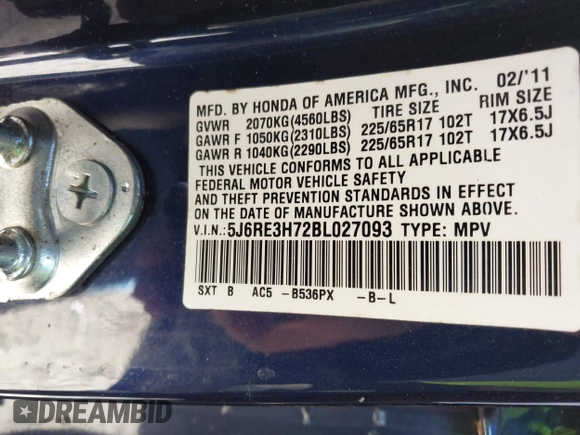 MFD. BY HONDA OF AMERICA MFG., INC. 02/'11
GVWR 2070KG(4560LBS) TIRE SIZE RIM SIZE
GAWR F 1050KG(2310LBS) 225/65R17 102T 17X6.5J
GAWR R 1040KG(2290LBS) 225/65R17 102T 17X6.5J
THIS VEHICLE CONFORMS TO ALL APPLICABLE
FEDERAL MOTOR VEHICLE SAFETY
AND THEFT PREVENTION STANDARDS IN EFFECT
ON THE DATE OF MANUFACTURE SHOWN ABOVE.
V.I.N.:5J6RE3H72BL027093 TYPE: MPV
SXT B AC5 -B536PX -B-L
DREAMBID